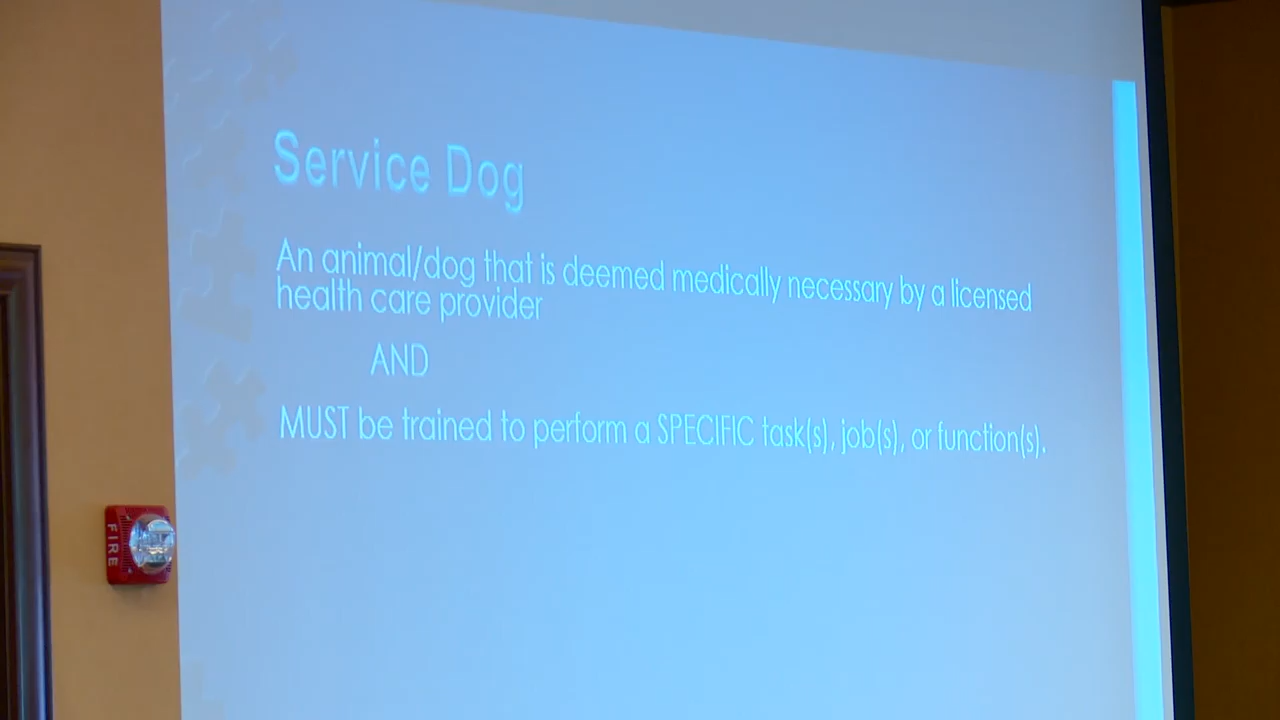 Service Dog
An animal/dog that is deemed medically necessary by a licensed
health care provider
AND
MUST be trained to perform a SPECIFIC task(s), job(s), or function(s).
FIRE